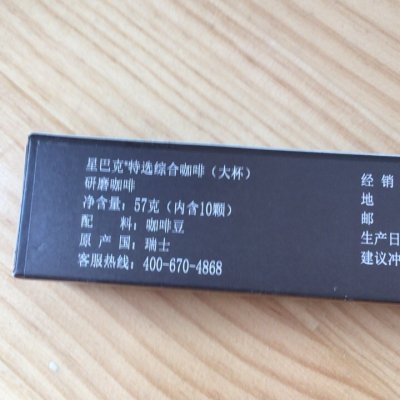 星巴克®特选综合咖啡（大杯）
研磨咖啡
净含量：57克（内含10颗）
配　　料：咖啡豆
原 产 国：瑞士
客服热线：400-670-4868
经 销
地
邮
生产日
建议冲